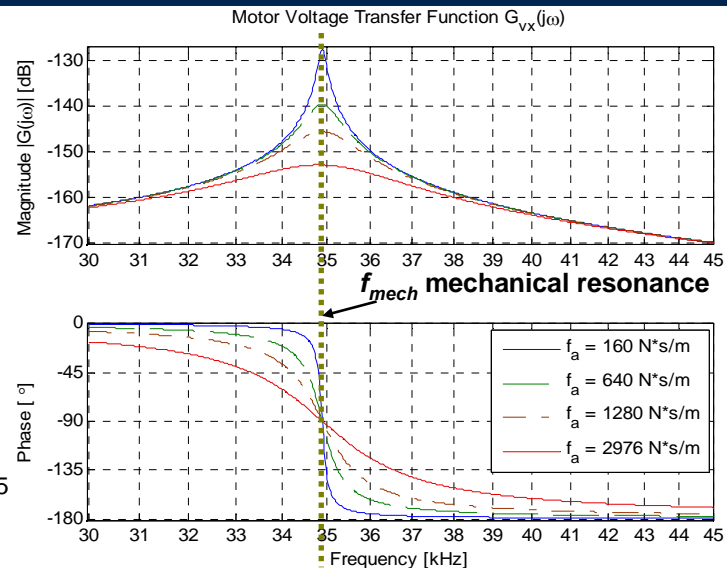 Motor Voltage Transfer Function G_vx(jω)
Magnitude |G(jω)| [dB]
-130
-140
-150
-160
-170
30 31 32 33 34 35 36 37 38 39 40 41 42 43 44 45
f_mech mechanical resonance
Phase [ °]
0
-45
-90
-135
-180
f_a = 160 N*s/m
f_a = 640 N*s/m
f_a = 1280 N*s/m
f_a = 2976 N*s/m
30 31 32 33 34 35 36 37 38 39 40 41 42 43 44 45
Frequency [kHz]